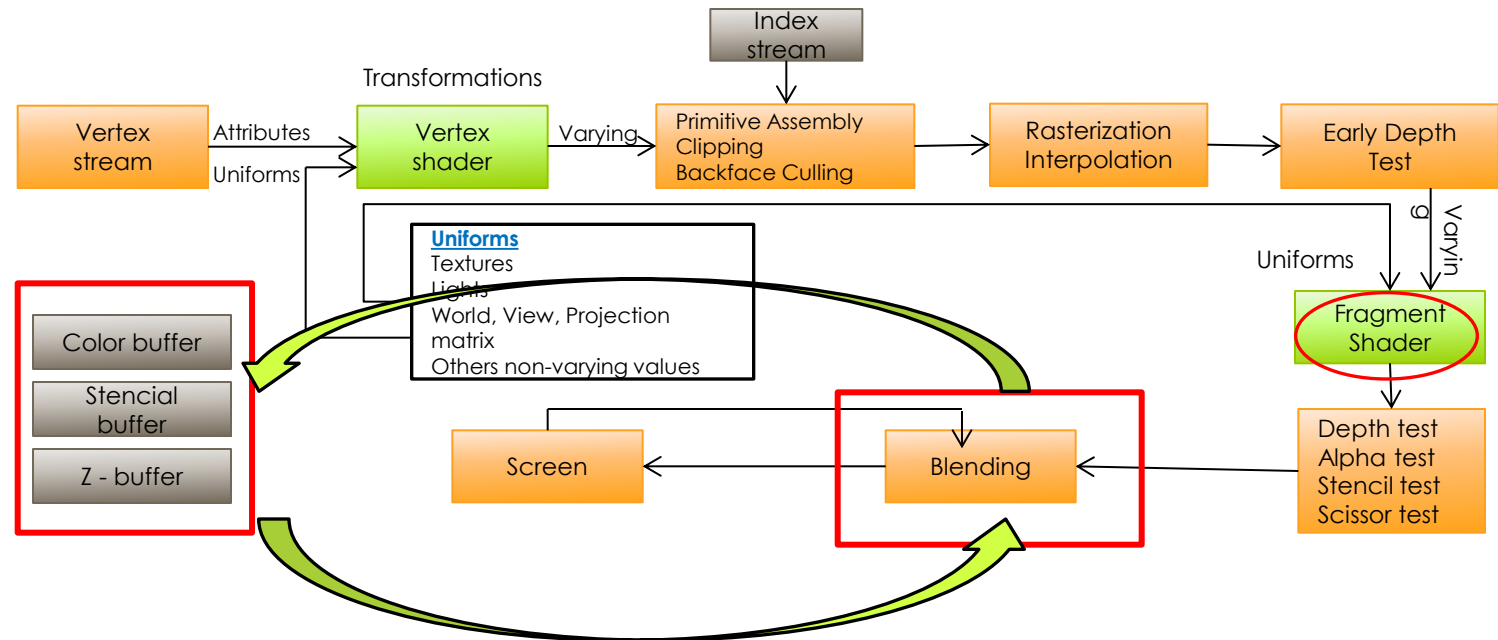 Index
stream
Transformations
Vertex
stream
Attributes
Uniforms
Vertex
shader
Varying
Primitive Assembly
Clipping
Backface Culling
Rasterization
Interpolation
Early Depth
Test
Varyin
g
Uniforms
Uniforms
Textures
Lights
World, View, Projection
matrix
Others non-varying values
Fragment
Shader
Color buffer
Stencial
buffer
Z - buffer
Screen
Blending
Depth test
Alpha test
Stencil test
Scissor test